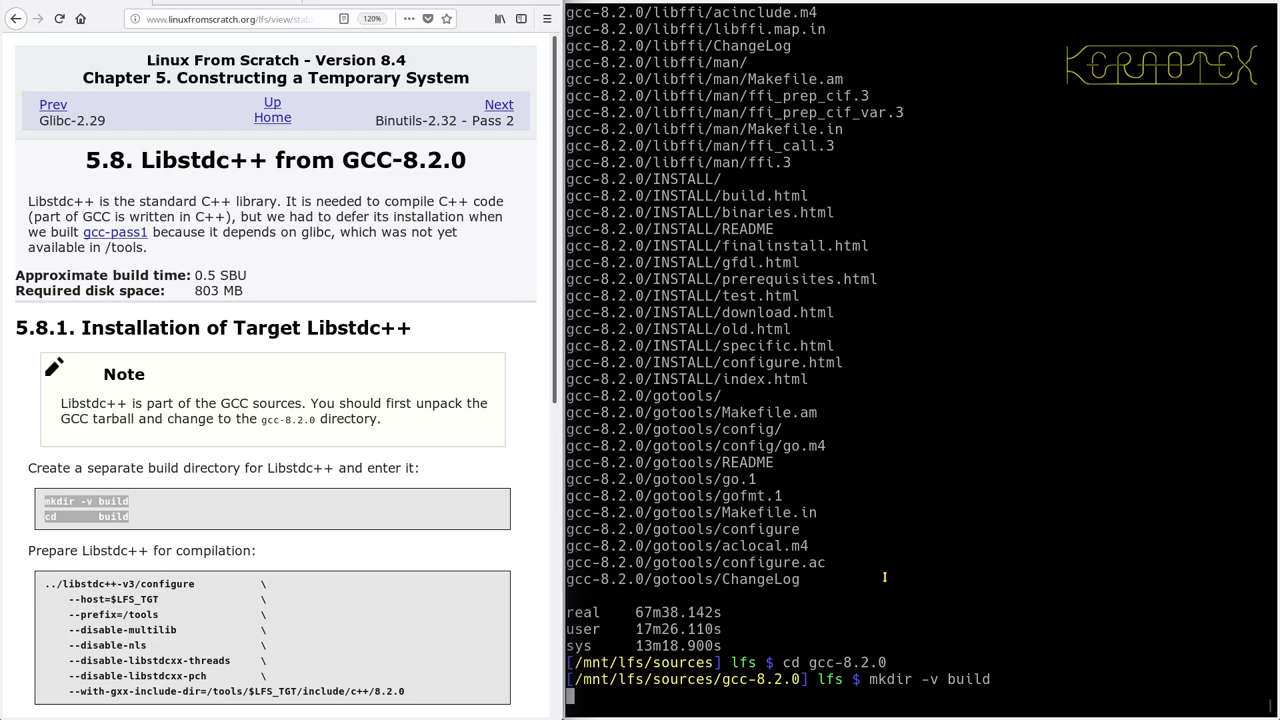 www.linuxfromscratch.org/lfs/view/stab
120%
Linux From Scratch - Version 8.4
Chapter 5. Constructing a Temporary System
Prev Up Next
Glibc-2.29 Home Binutils-2.32 - Pass 2
5.8. Libstdc++ from GCC-8.2.0
Libstdc++ is the standard C++ library. It is needed to compile C++ code
(part of GCC is written in C++), but we had to defer its installation when
we built gcc-pass1 because it depends on glibc, which was not yet
available in /tools.
Approximate build time: 0.5 SBU
Required disk space: 803 MB
5.8.1. Installation of Target Libstdc++
Note
Libstdc++ is part of the GCC sources. You should first unpack the
GCC tarball and change to the gcc-8.2.0 directory.
Create a separate build directory for Libstdc++ and enter it:
mkdir -v build
cd build
Prepare Libstdc++ for compilation:
../libstdc++-v3/configure \
--host=$LFS_TGT \
--prefix=/tools \
--disable-multilib \
--disable-nls \
--disable-libstdcxx-threads \
--disable-libstdcxx-pch \
--with-gxx-include-dir=/tools/$LFS_TGT/include/c++/8.2.0
gcc-8.2.0/libffi/acinclude.m4
gcc-8.2.0/libffi/libffi.map.in
gcc-8.2.0/libffi/ChangeLog
gcc-8.2.0/libffi/man/
gcc-8.2.0/libffi/man/Makefile.am
gcc-8.2.0/libffi/man/ffi_prep_cif.3
gcc-8.2.0/libffi/man/ffi_prep_cif_var.3
gcc-8.2.0/libffi/man/Makefile.in
gcc-8.2.0/libffi/man/ffi_call.3
gcc-8.2.0/libffi/man/ffi.3
gcc-8.2.0/INSTALL/
gcc-8.2.0/INSTALL/build.html
gcc-8.2.0/INSTALL/binaries.html
gcc-8.2.0/INSTALL/README
gcc-8.2.0/INSTALL/finalinstall.html
gcc-8.2.0/INSTALL/gfdl.html
gcc-8.2.0/INSTALL/prerequisites.html
gcc-8.2.0/INSTALL/test.html
gcc-8.2.0/INSTALL/download.html
gcc-8.2.0/INSTALL/old.html
gcc-8.2.0/INSTALL/specific.html
gcc-8.2.0/INSTALL/configure.html
gcc-8.2.0/INSTALL/index.html
gcc-8.2.0/gotools/
gcc-8.2.0/gotools/Makefile.am
gcc-8.2.0/gotools/config/
gcc-8.2.0/gotools/config/go.m4
gcc-8.2.0/gotools/README
gcc-8.2.0/gotools/go.1
gcc-8.2.0/gotools/gofmt.1
gcc-8.2.0/gotools/Makefile.in
gcc-8.2.0/gotools/configure
gcc-8.2.0/gotools/aclocal.m4
gcc-8.2.0/gotools/configure.ac
gcc-8.2.0/gotools/ChangeLog
real 67m38.142s
user 17m26.110s
sys 13m18.900s
[/mnt/lfs/sources] lfs $ cd gcc-8.2.0
[/mnt/lfs/sources/gcc-8.2.0] lfs $ mkdir -v build